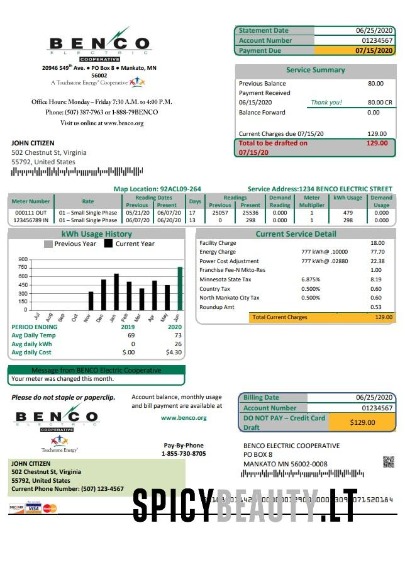 BENCO
ELECTRIC
COOPERATIVE
20946 549th Ave. • PO Box 8 • Mankato, MN
56002
A Touchstone Energy® Cooperative
Office Hours: Monday – Friday 7:30 A.M. to 4:00 P.M.
Phone: (507) 387-7963 or 1-888-79BENCO
Visit us online at www.benco.org
JOHN CITIZEN
502 Chestnut St, Virginia
55792, United States
Statement Date 06/25/2020
Account Number 01234567
Payment Due 07/15/2020
Service Summary
Previous Balance 80.00
Payment Received
06/15/2020 Thank you! 80.00 CR
Balance Forward 0.00
Current Charges due 07/15/20 129.00
Total to be drafted on 129.00
07/15/20
Map Location: 92ACL09-264 Service Address:1234 BENCO ELECTRIC STREET
Meter Number Rate Reading Dates Previous Present Days Readings Previous Present Demand Reading Meter Multiplier kWh Usage Demand Usage
000111 OUT 01 – Small Single Phase 05/21/20 06/07/20 17 25057 25536 0.000 1 479 0.000
323456789 IN 01 – Small Single Phase 06/07/20 06/20/20 13 0 298 0.000 1 298 0.000
kWh Usage History
Previous Year Current Year
900
750
600
450
300
150
0
Jul Aug Sep Oct Nov Dec Jan Feb Mar Apr May Jun
PERIOD ENDING 2019 2020
Avg Daily Temp 69 73
Avg daily kWh 0 26
Avg daily Cost $.00 $4.30
Current Service Detail
Facility Charge 18.00
Energy Charge 777 kWh@ .10000 77.70
Power Cost Adjustment 777 kWh@ .02880 22.38
Franchise Fee-N Mkto-Res 1.00
Minnesota State Tax 6.875% 8.19
Country Tax 0.500% 0.60
North Mankato City Tax 0.500% 0.60
Roundup Amt 0.53
Total Current Charges 129.00
Message from BENCO Electric Cooperative
Your meter was changed this month.
Please do not staple or paperclip.
BENCO
ELECTRIC
COOPERATIVE
Touchstone Energy®
Account balance, monthly usage
and bill payment are available at
www.benco.org
Pay-By-Phone
1-855-730-8705
Billing Date 06/25/2020
Account Number 01234567
DO NOT PAY – Credit Card
Draft
$129.00
JOHN CITIZEN
502 Chestnut St, Virginia
55792, United States
Current Phone Number: (507) 123-4567
BENCO ELECTRIC COOPERATIVE
PO BOX 8
MANKATO MN 56002-0008
VISA
SPICYBEAUTY.LT